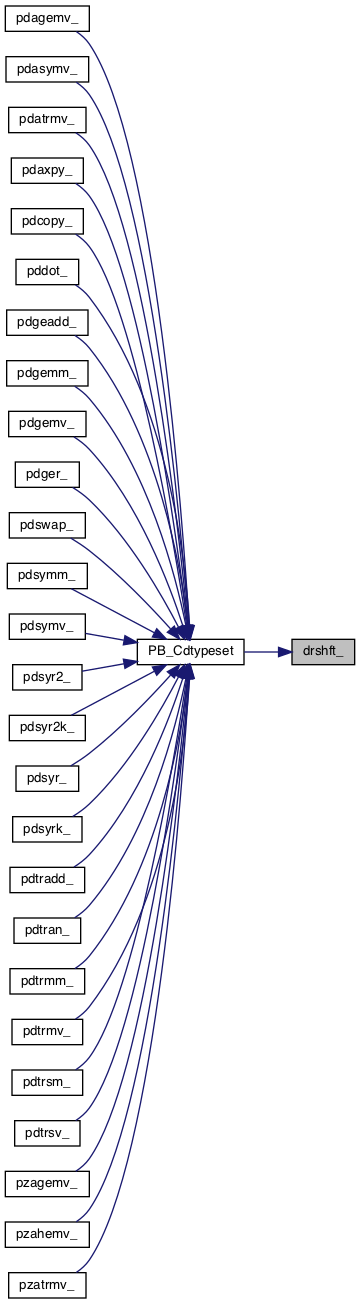 pdagemv_
pdasymv_
pdatrmv_
pdaxpy_
pdcopy_
pddot_
pdgeadd_
pdgemm_
pdgemv_
pdger_
pdswap_
pdsymm_
pdsymv_
PB_Cdtypeset
drshft_
pdsyr2_
pdsyr2k_
pdsyr_
pdsyrk_
pdtradd_
pdtran_
pdtrmm_
pdtrmv_
pdtrsm_
pdtrsv_
pzagemv_
pzahemv_
pzatrmv_